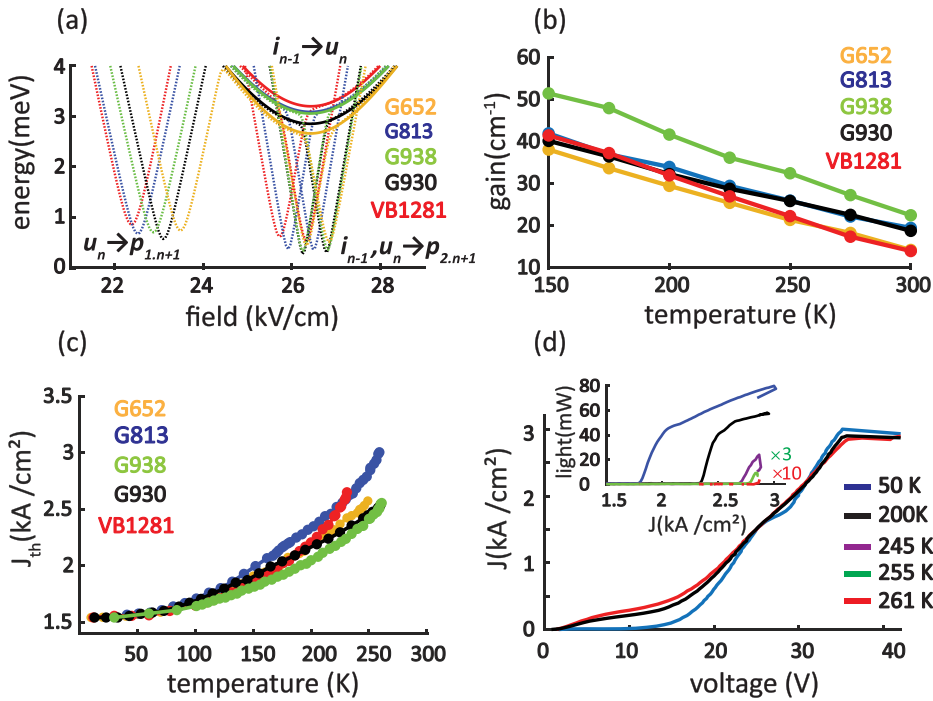 (a)
i_{n-1}→u_n
energy(meV)
4
3
2
1
0
G652
G813
G938
G930
VB1281
u_n→p_{1.n+1}
i_{n-1},u_n→p_{2.n+1}
22
24
26
28
field (kV/cm)
(b)
gain(cm⁻¹)
60
50
40
30
20
10
G652
G813
G938
G930
VB1281
150
200
250
300
temperature (K)
(c)
J_{th}(kA /cm²)
3.5
3
2.5
2
1.5
G652
G813
G938
G930
VB1281
50
100
150
200
250
300
temperature (K)
(d)
light(mW)
80
60
40
20
0
×3
×10
1.5
2
2.5
3
J(kA /cm²)
J(kA /cm²)
3
2
1
0
50 K
200K
245 K
255 K
261 K
0
10
20
30
40
voltage (V)